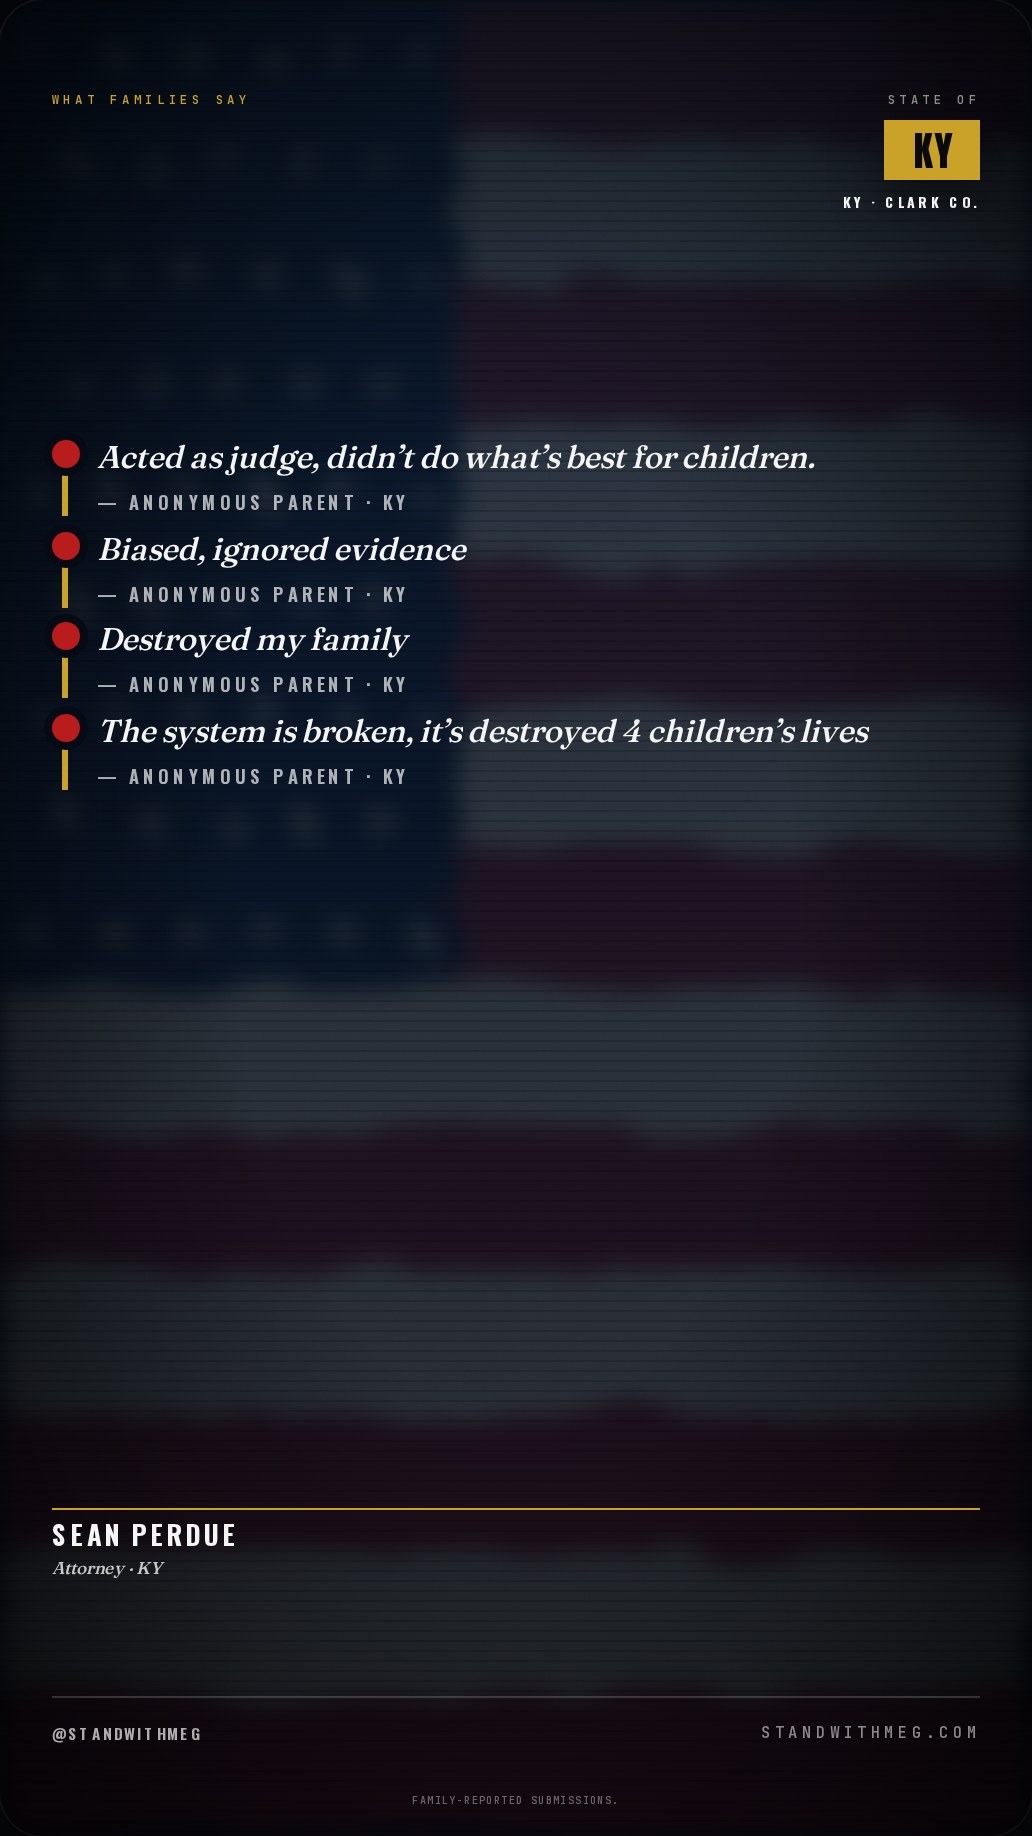 WHAT FAMILIES SAY
STATE OF
KY
KY · CLARK CO.
Acted as judge, didn’t do what’s best for children.
— ANONYMOUS PARENT · KY
Biased, ignored evidence
— ANONYMOUS PARENT · KY
Destroyed my family
— ANONYMOUS PARENT · KY
The system is broken, it’s destroyed 4 children’s lives
— ANONYMOUS PARENT · KY
SEAN PERDUE
Attorney · KY
@STANDWITHMEG
STANDWITHMEG.COM
FAMILY-REPORTED SUBMISSIONS.